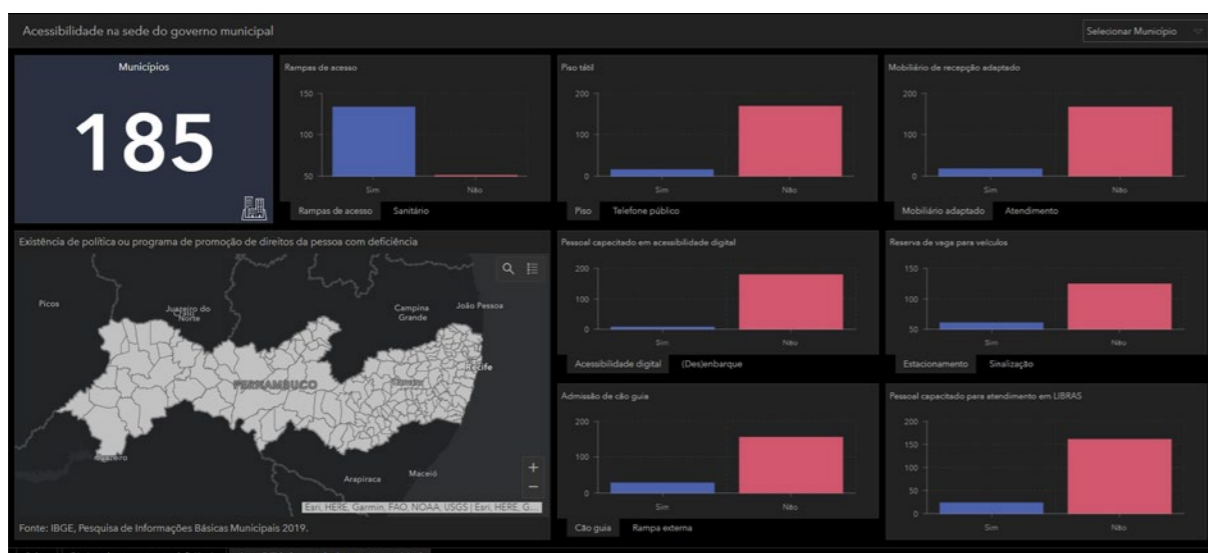 Acessibilidade na sede do governo municipal
Selecionar Município
Municípios
185
Rampas de acesso
150
100
50
Sim
Não
Rampas de acesso
Sanitário
Piso tátil
200
100
0
Sim
Não
Piso
Telefone público
Mobiliário de recepção adaptado
200
100
0
Sim
Não
Mobiliário adaptado
Atendimento
Existência de política ou programa de promoção de direitos da pessoa com deficiência
Picos
Juazeiro do
Norte
Campina
Grande
João Pessoa
PERNAMBUCO
Recife
Arapiraca
Maceió
+
−
Esri, HERE, Garmin, FAO, NOAA, USGS | Esri, HERE, G...
Fonte: IBGE, Pesquisa de Informações Básicas Municipais 2019.
Pessoal capacitado em acessibilidade digital
200
100
0
Sim
Não
Acessibilidade digital
(Des)enbarque
Reserva de vaga para veículos
150
100
50
Sim
Não
Estacionamento
Sinalização
Admissão de cão guia
200
100
0
Sim
Não
Cão guia
Rampa externa
Pessoal capacitado para atendimento em LIBRAS
200
150
100
50
0
Sim
Não